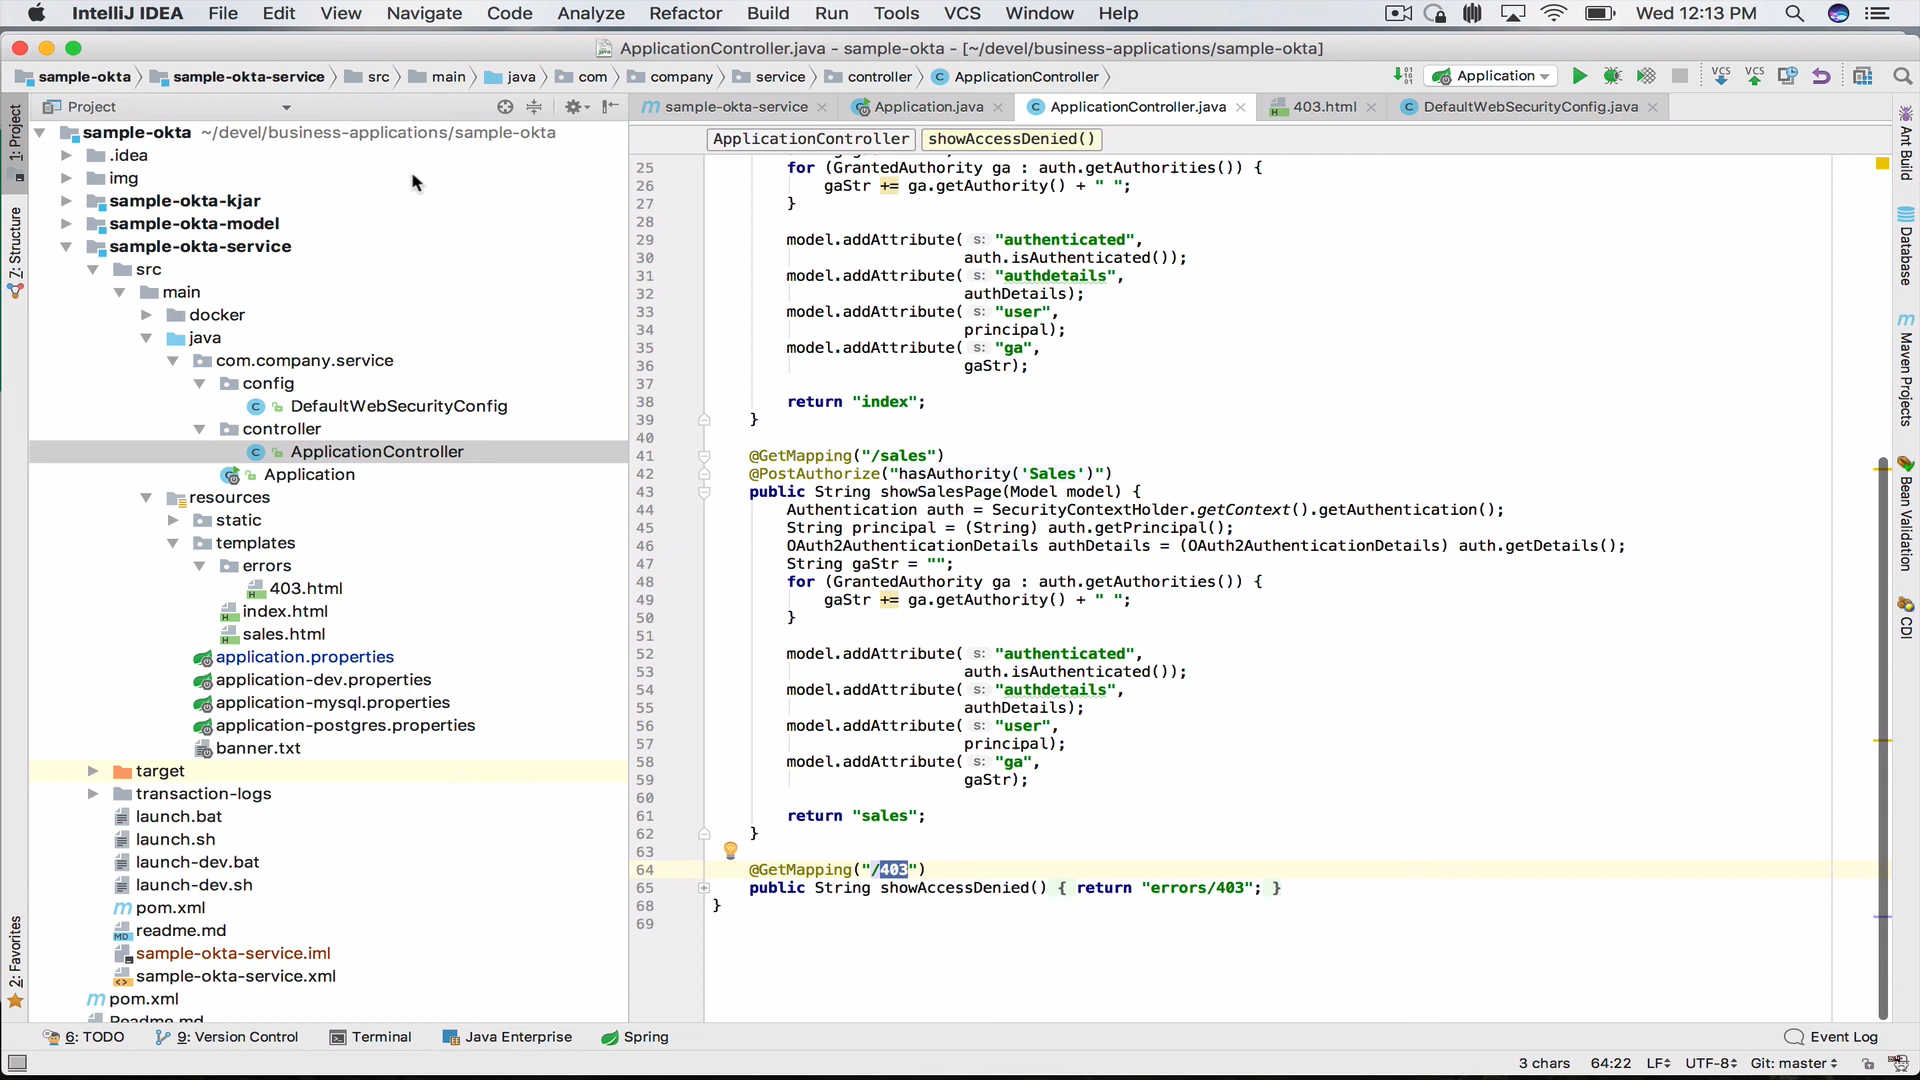 IntelliJ IDEA File Edit View Navigate Code Analyze Refactor Build Run Tools VCS Window Help Wed 12:13 PM
ApplicationController.java - sample-okta - [~/devel/business-applications/sample-okta]
sample-okta sample-okta-service src main java com company service controller ApplicationController Application VCS VCS
Project sample-okta-service Application.java ApplicationController.java 403.html DefaultWebSecurityConfig.java
ApplicationController showAccessDenied()
1: Project
Z: Structure
2: Favorites
sample-okta ~/devel/business-applications/sample-okta
.idea
img
sample-okta-kjar
sample-okta-model
sample-okta-service
src
main
docker
java
com.company.service
config
DefaultWebSecurityConfig
controller
ApplicationController
Application
resources
static
templates
errors
403.html
index.html
sales.html
application.properties
application-dev.properties
application-mysql.properties
application-postgres.properties
banner.txt
target
transaction-logs
launch.bat
launch.sh
launch-dev.bat
launch-dev.sh
pom.xml
readme.md
sample-okta-service.iml
sample-okta-service.xml
pom.xml
Readme.md
25 for (GrantedAuthority ga : auth.getAuthorities()) {
26 gaStr += ga.getAuthority() + " ";
27 }
28
29 model.addAttribute( s: "authenticated",
30 auth.isAuthenticated());
31 model.addAttribute( s: "authdetails",
32 authDetails);
33 model.addAttribute( s: "user",
34 principal);
35 model.addAttribute( s: "ga",
36 gaStr);
37
38 return "index";
39 }
40
41 @GetMapping("/sales")
42 @PostAuthorize("hasAuthority('Sales')")
43 public String showSalesPage(Model model) {
44 Authentication auth = SecurityContextHolder.getContext().getAuthentication();
45 String principal = (String) auth.getPrincipal();
46 OAuth2AuthenticationDetails authDetails = (OAuth2AuthenticationDetails) auth.getDetails();
47 String gaStr = "";
48 for (GrantedAuthority ga : auth.getAuthorities()) {
49 gaStr += ga.getAuthority() + " ";
50 }
51
52 model.addAttribute( s: "authenticated",
53 auth.isAuthenticated());
54 model.addAttribute( s: "authdetails",
55 authDetails);
56 model.addAttribute( s: "user",
57 principal);
58 model.addAttribute( s: "ga",
59 gaStr);
60
61 return "sales";
62 }
63
64 @GetMapping("/403")
65 public String showAccessDenied() { return "errors/403"; }
68 }
69
Ant Build
Database
Maven Projects
Bean Validation
CDI
6: TODO 9: Version Control Terminal Java Enterprise Spring Event Log
3 chars 64:22 LF UTF-8 Git: master